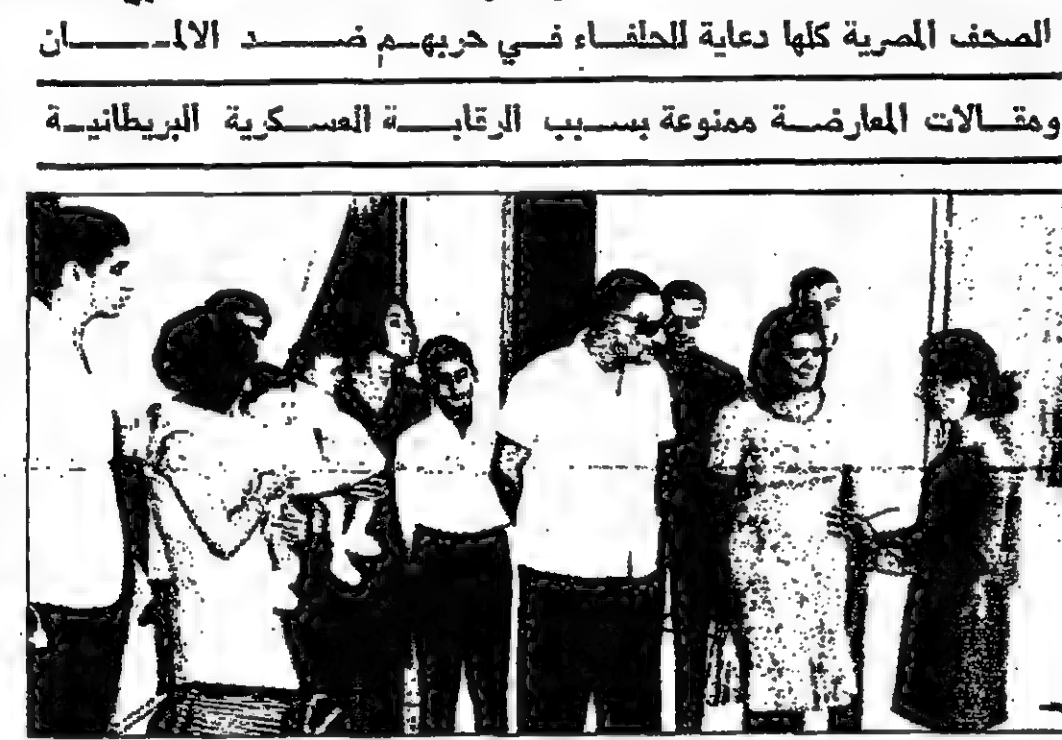 الصحف المصرية كلها دعاية للحلفاء في حربهم ضد الالمان
ومقالات المعارضة ممنوعة بسبب الرقابة العسكرية البريطانية